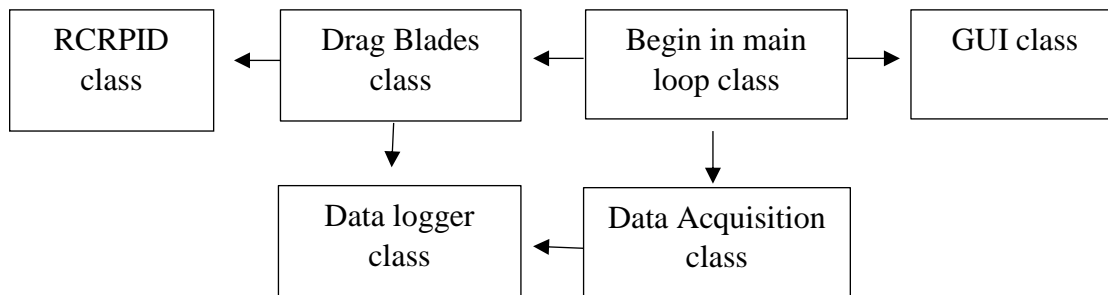 RCRPID
class
Drag Blades
class
Begin in main
loop class
GUI class
Data logger
class
Data Acquisition
class